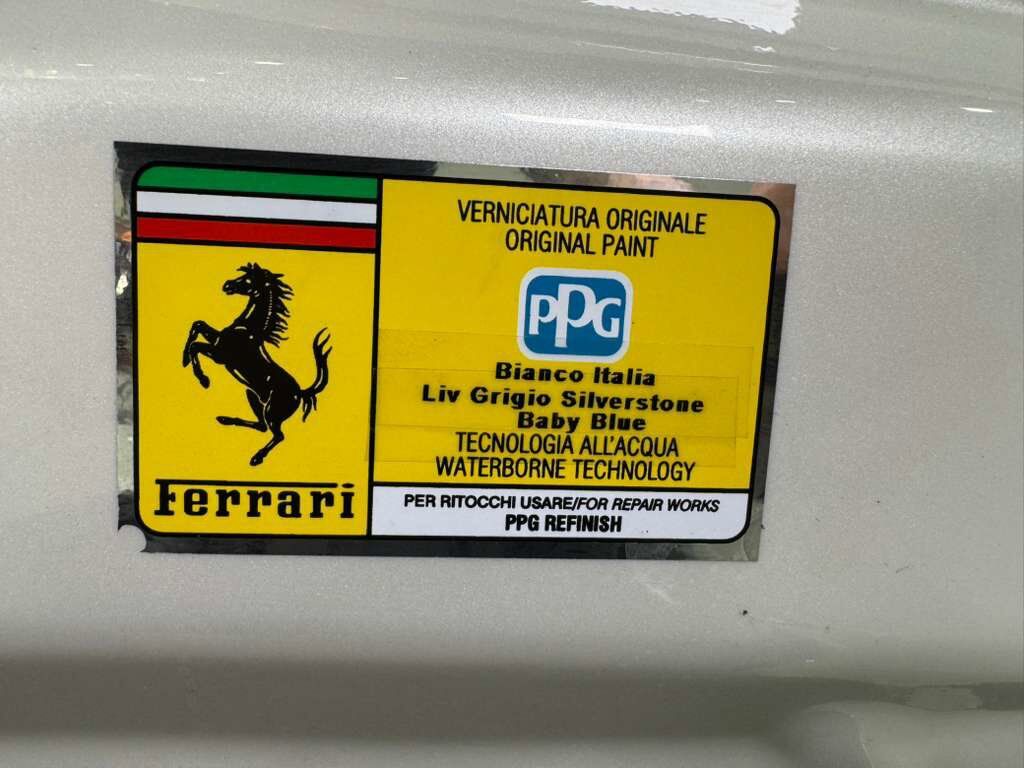 VERNICIATURA ORIGINALE
ORIGINAL PAINT
PPG
Bianco Italia
Liv Grigio Silverstone
Baby Blue
TECNOLOGIA ALL'ACQUA
WATERBORNE TECHNOLOGY
Ferrari
PER RITOCCHI USARE/FOR REPAIR WORKS
PPG REFINISH